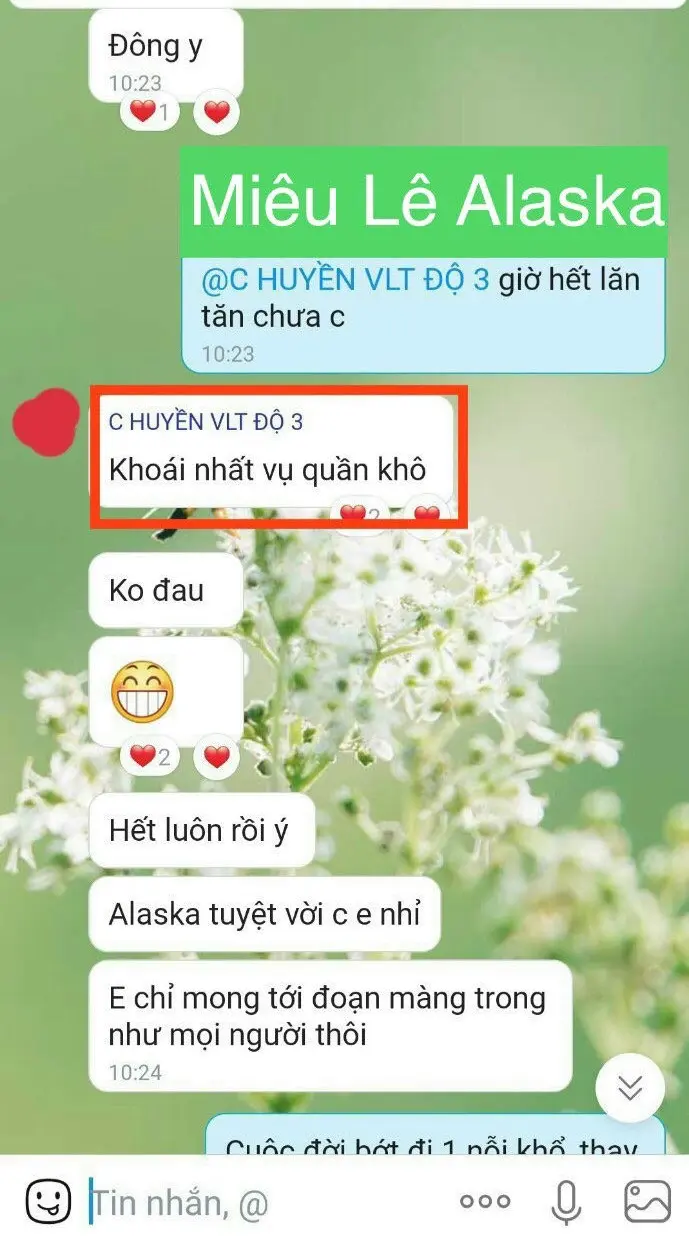 Đông y
10:23
1
Miêu Lê Alaska
@C HUYỀN VLT ĐỘ 3 giờ hết lăn
tăn chưa c
10:23
C HUYỀN VLT ĐỘ 3
Khoái nhất vụ quần khô
2
Ko đau
2
Hết luôn rồi ý
Alaska tuyệt vời c e nhỉ
E chỉ mong tới đoạn màng trong
như mọi người thôi
10:24
Cuộc đời bớt đi 1 nỗi khổ, thay
Tin nhắn, @